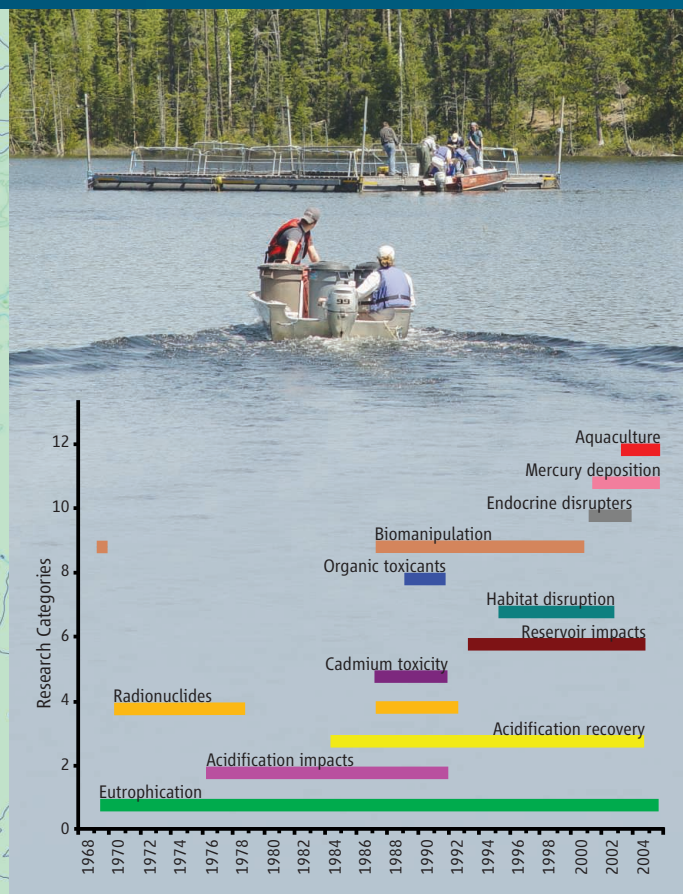 99
12
10
8
6
4
2
0
Research Categories
Aquaculture
Mercury deposition
Endocrine disrupters
Biomanipulation
Organic toxicants
Habitat disruption
Reservoir impacts
Cadmium toxicity
Radionuclides
Acidification recovery
Acidification impacts
Eutrophication
1968
1970
1972
1974
1976
1978
1980
1982
1984
1986
1988
1990
1992
1994
1996
1998
2000
2002
2004